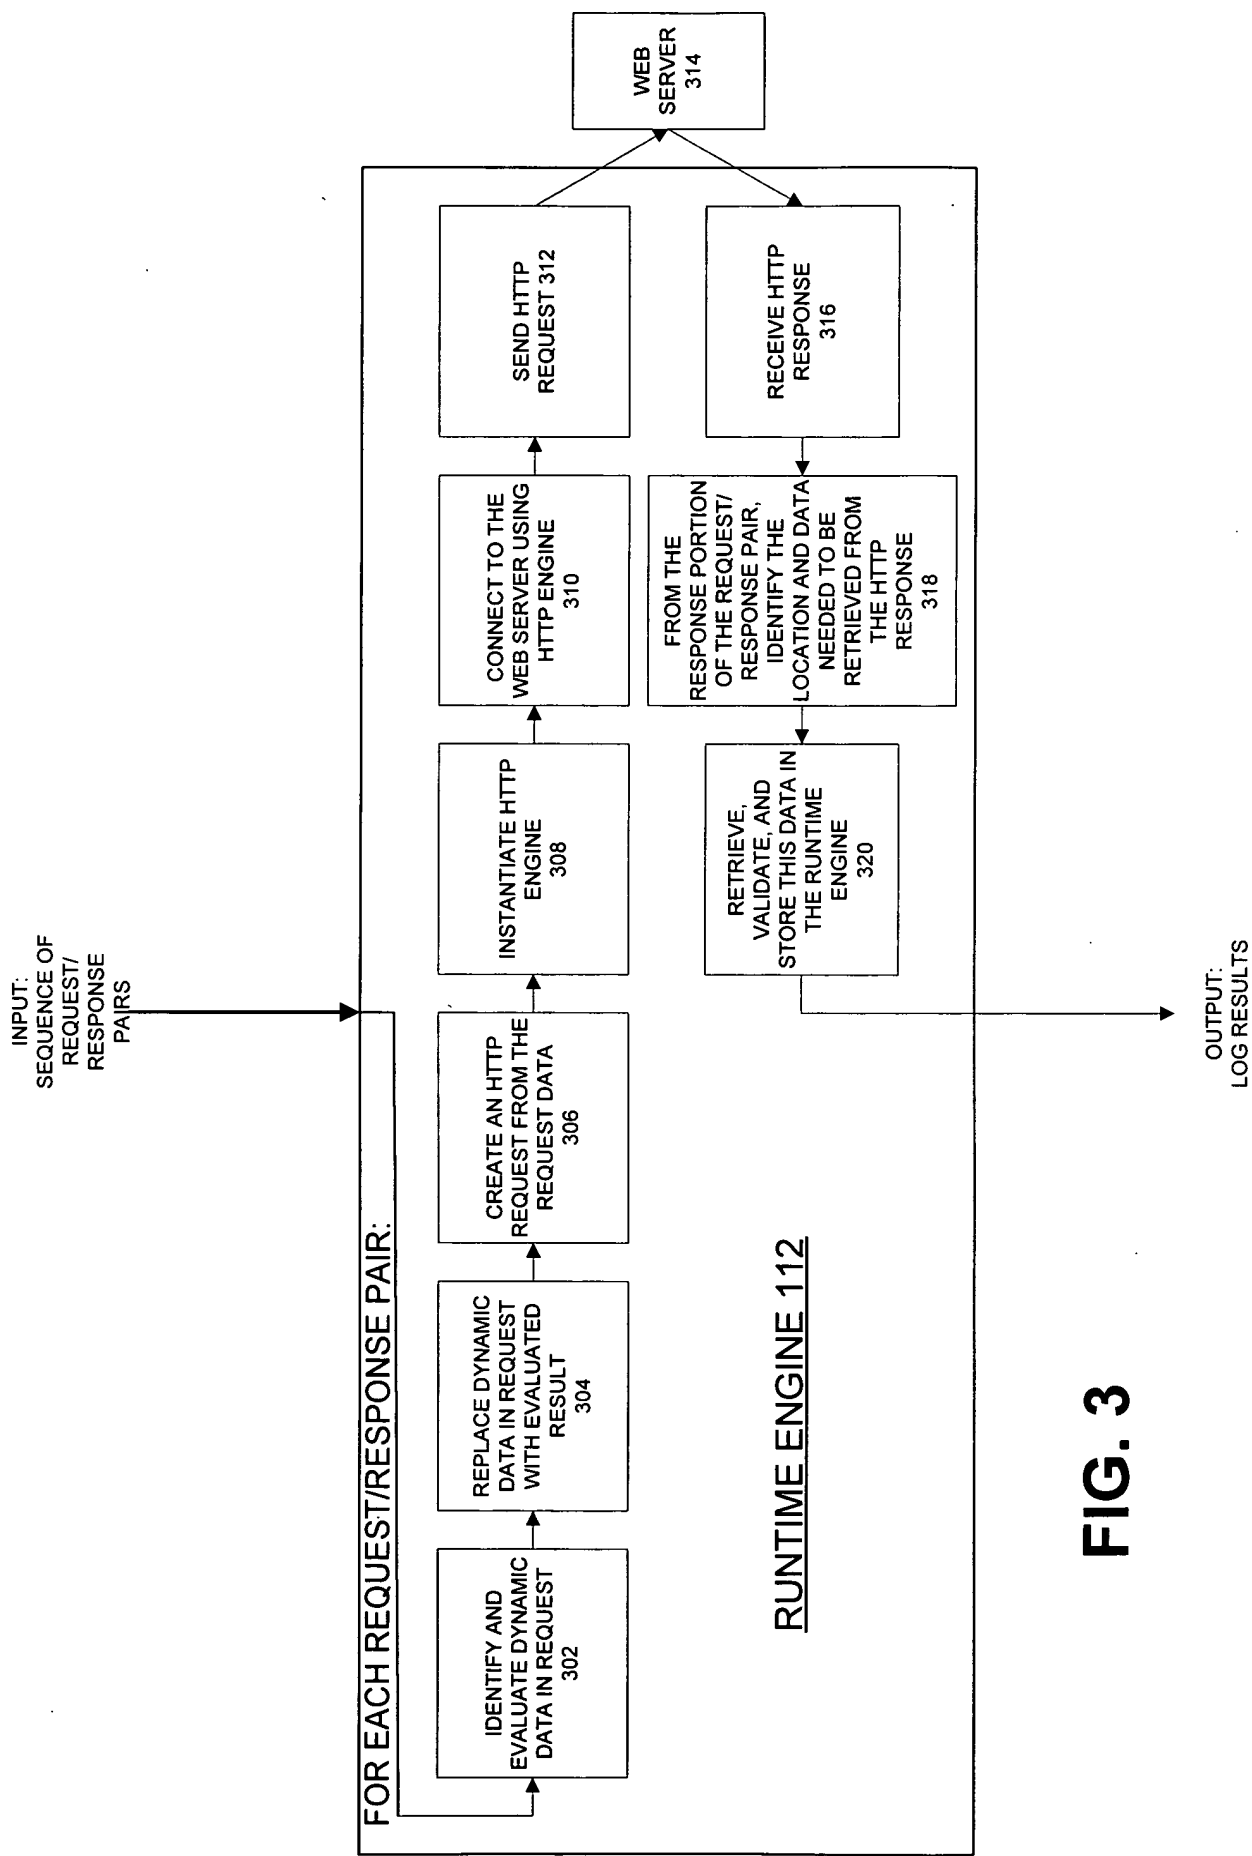 INPUT:
SEQUENCE OF
REQUEST/
RESPONSE
PAIRS
FOR EACH REQUEST/RESPONSE PAIR:
IDENTIFY AND
EVALUATE DYNAMIC
DATA IN REQUEST
302
REPLACE DYNAMIC
DATA IN REQUEST
WITH EVALUATED
RESULT
304
CREATE AN HTTP
REQUEST FROM THE
REQUEST DATA
306
INSTANTIATE HTTP
ENGINE
308
CONNECT TO THE
WEB SERVER USING
HTTP ENGINE
310
SEND HTTP
REQUEST 312
WEB
SERVER
314
RECEIVE HTTP
RESPONSE
316
FROM THE
RESPONSE PORTION
OF THE REQUEST/
RESPONSE PAIR,
IDENTIFY THE
LOCATION AND DATA
NEEDED TO BE
RETRIEVED FROM
THE HTTP
RESPONSE
318
RETRIEVE,
VALIDATE, AND
STORE THIS DATA IN
THE RUNTIME
ENGINE
320
RUNTIME ENGINE 112
OUTPUT:
LOG RESULTS
FIG. 3